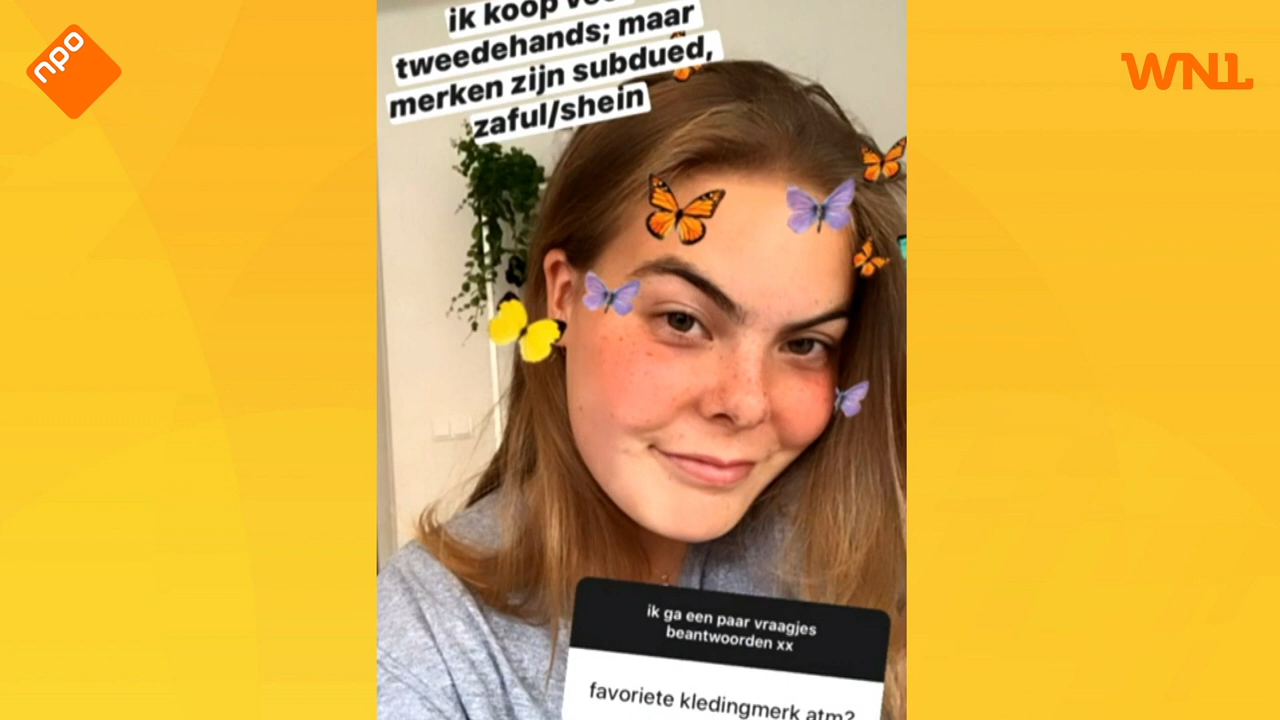 npo
WNL
ik koop
tweedehands; maar
merken zijn subdued,
zaful/shein
ik ga een paar vraagjes
beantwoorden xx
favoriete kledingmerk atm?